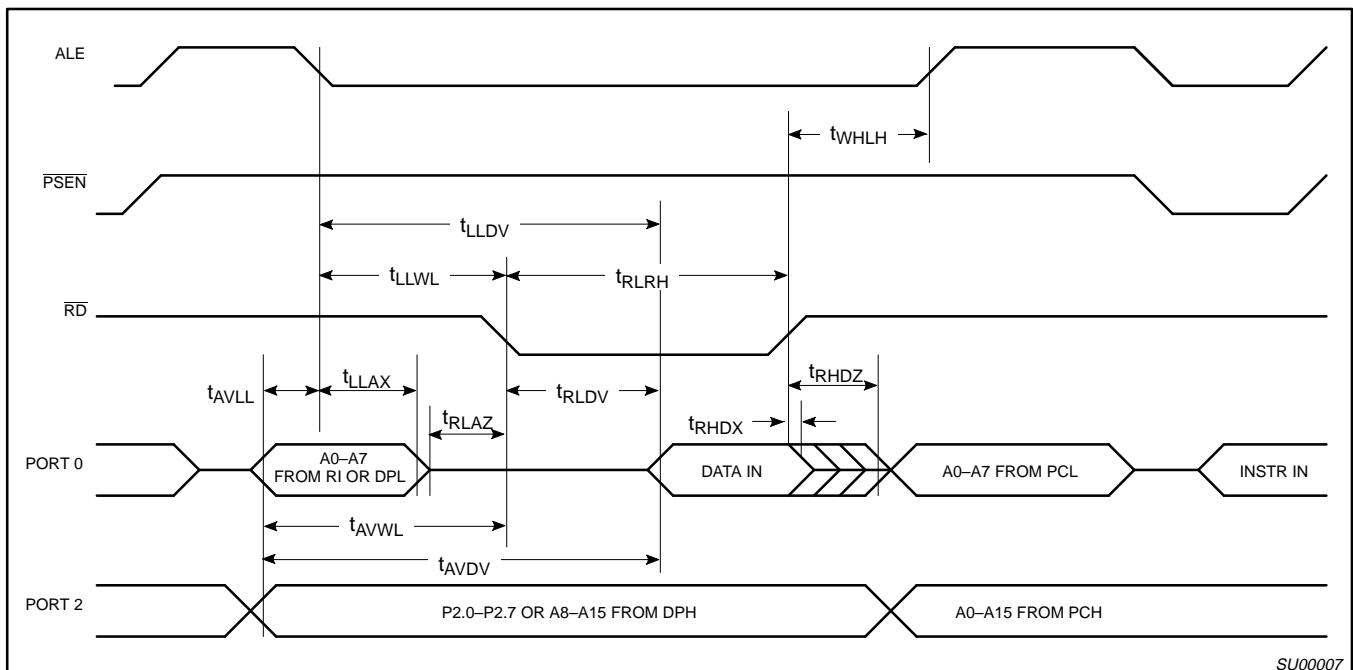 ALE
tWHLH
PSEN
tLLDV
tLLWL
tRLRH
RD
tAVLL
tLLAX
tRLAZ
tRLDV
tRHDZ
tRHDX
PORT 0
A0–A7
FROM RI OR DPL
DATA IN
A0–A7 FROM PCL
INSTR IN
tAVWL
tAVDV
PORT 2
P2.0–P2.7 OR A8–A15 FROM DPH
A0–A15 FROM PCH
SU00007